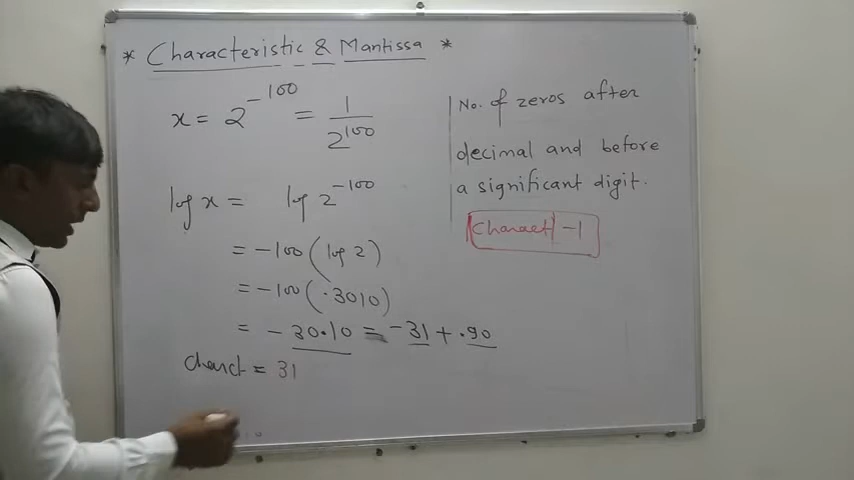 * Characteristic & Mantissa *
x = 2^-100 = 1/2^100
log x = log 2^-100
= -100 (log 2)
= -100 (.3010)
= - 30.10 = -31 + .90
Charact = 31
No. of zeros after
decimal and before
a significant digit.
|Charact| -1